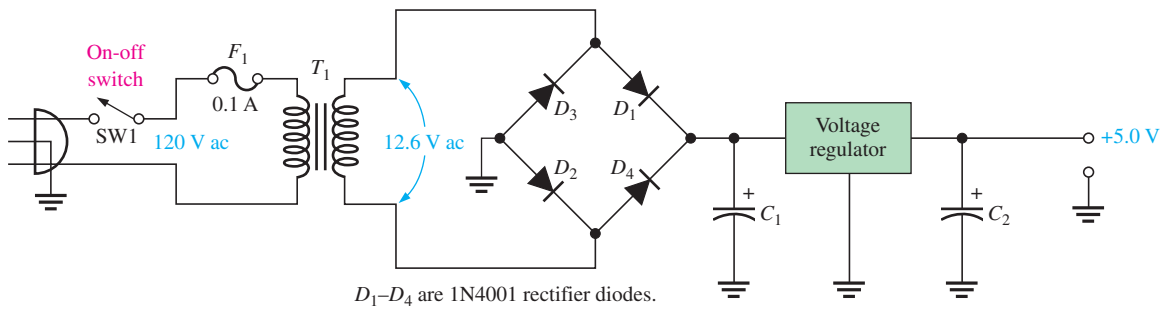 On-off
switch
SW1
120 V ac
F1
0.1 A
T1
12.6 V ac
D3
D1
D2
D4
+
C1
Voltage
regulator
+
C2
+5.0 V
D1–D4 are 1N4001 rectifier diodes.